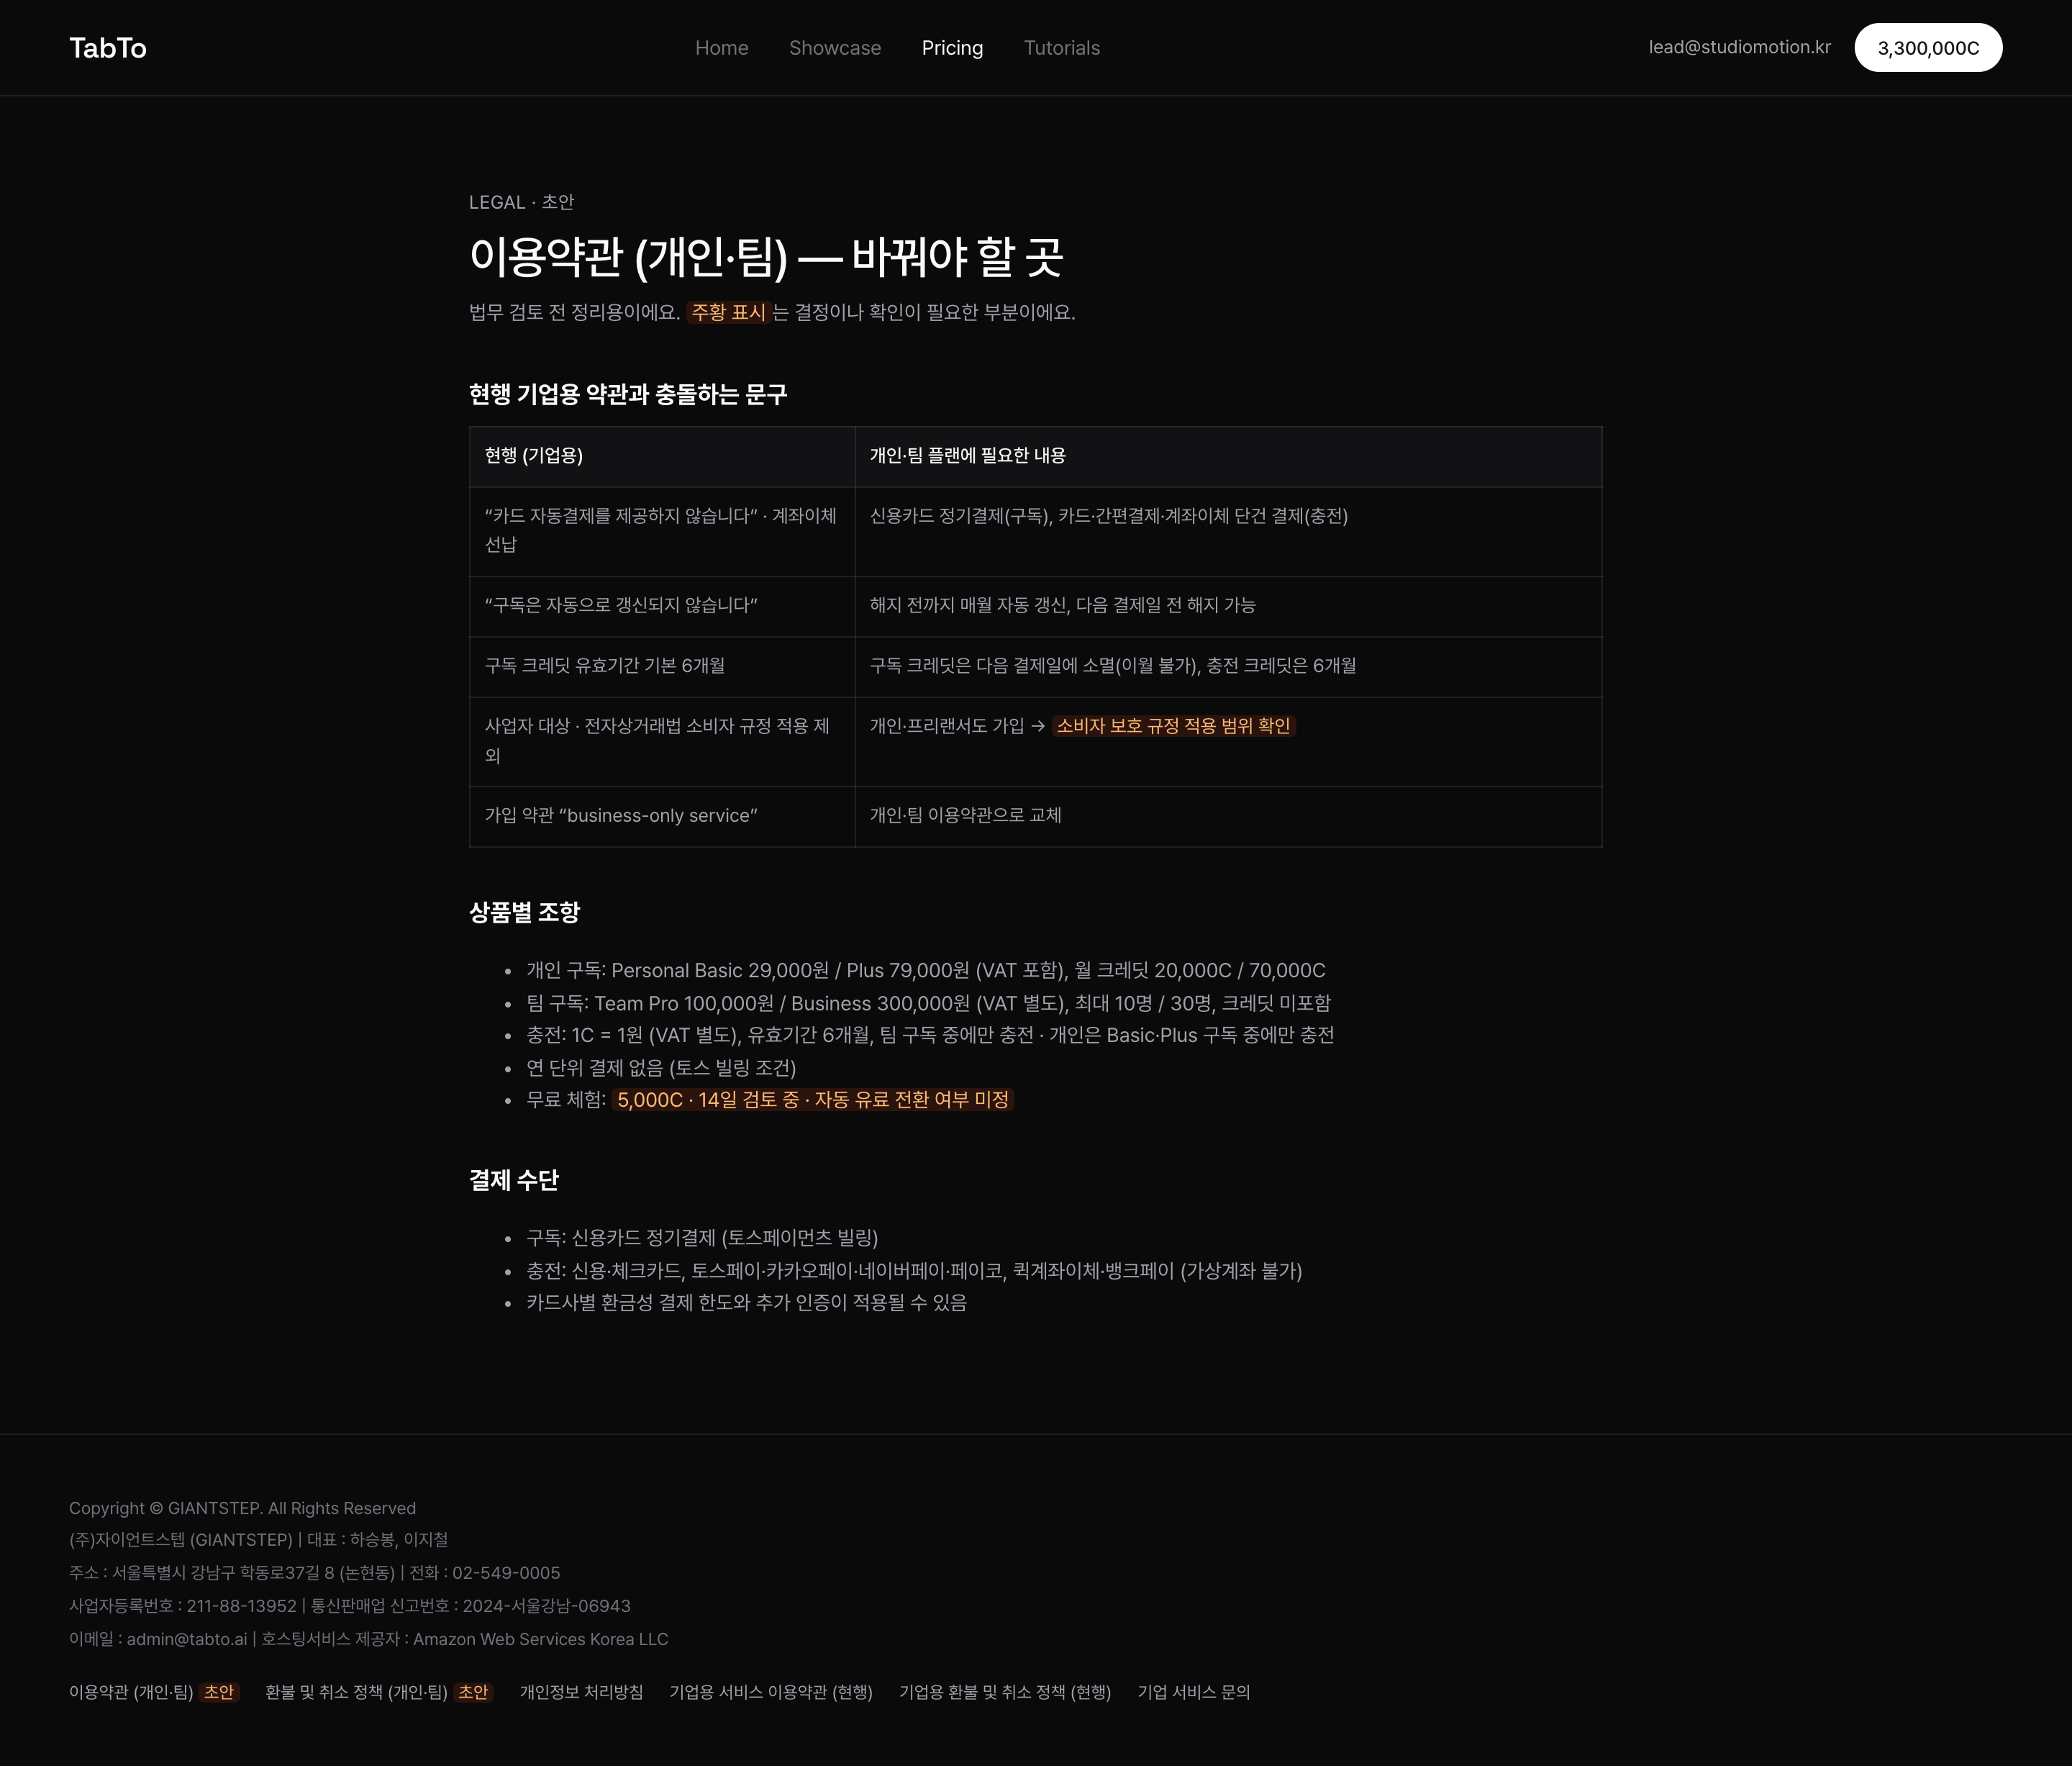 TabTo
Home Showcase Pricing Tutorials
lead@studiomotion.kr 3,300,000C
LEGAL · 초안
이용약관 (개인·팀) — 바꿔야 할 곳
법무 검토 전 정리용이에요. 주황 표시는 결정이나 확인이 필요한 부분이에요.
현행 기업용 약관과 충돌하는 문구
현행 (기업용) 개인·팀 플랜에 필요한 내용
“카드 자동결제를 제공하지 않습니다” · 계좌이체 신용카드 정기결제(구독), 카드·간편결제·계좌이체 단건 결제(충전)
선납
“구독은 자동으로 갱신되지 않습니다” 해지 전까지 매월 자동 갱신, 다음 결제일 전 해지 가능
구독 크레딧 유효기간 기본 6개월 구독 크레딧은 다음 결제일에 소멸(이월 불가), 충전 크레딧은 6개월
사업자 대상 · 전자상거래법 소비자 규정 적용 제 개인·프리랜서도 가입 → 소비자 보호 규정 적용 범위 확인
외
가입 약관 “business-only service” 개인·팀 이용약관으로 교체
상품별 조항
• 개인 구독: Personal Basic 29,000원 / Plus 79,000원 (VAT 포함), 월 크레딧 20,000C / 70,000C
• 팀 구독: Team Pro 100,000원 / Business 300,000원 (VAT 별도), 최대 10명 / 30명, 크레딧 미포함
• 충전: 1C = 1원 (VAT 별도), 유효기간 6개월, 팀 구독 중에만 충전 · 개인은 Basic·Plus 구독 중에만 충전
• 연 단위 결제 없음 (토스 빌링 조건)
• 무료 체험: 5,000C · 14일 검토 중 · 자동 유료 전환 여부 미정
결제 수단
• 구독: 신용카드 정기결제 (토스페이먼츠 빌링)
• 충전: 신용·체크카드, 토스페이·카카오페이·네이버페이·페이코, 퀵계좌이체·뱅크페이 (가상계좌 불가)
• 카드사별 환금성 결제 한도와 추가 인증이 적용될 수 있음
Copyright © GIANTSTEP. All Rights Reserved
(주)자이언트스텝 (GIANTSTEP) | 대표 : 하승봉, 이지철
주소 : 서울특별시 강남구 학동로37길 8 (논현동) | 전화 : 02-549-0005
사업자등록번호 : 211-88-13952 | 통신판매업 신고번호 : 2024-서울강남-06943
이메일 : admin@tabto.ai | 호스팅서비스 제공자 : Amazon Web Services Korea LLC
이용약관 (개인·팀) 초안 환불 및 취소 정책 (개인·팀) 초안 개인정보 처리방침 기업용 서비스 이용약관 (현행) 기업용 환불 및 취소 정책 (현행) 기업 서비스 문의